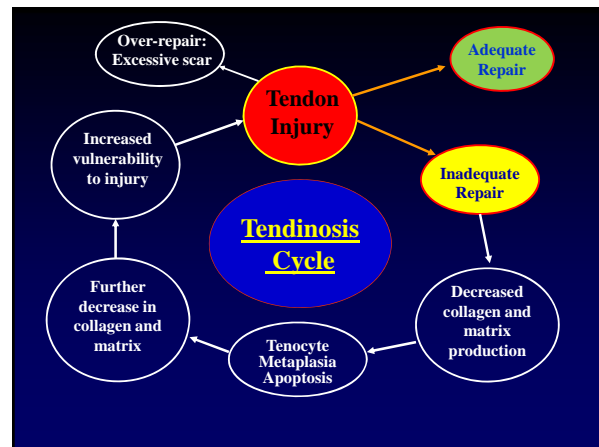 Over-repair:
Excessive scar
Adequate
Repair
Tendon
Injury
Increased
vulnerability
to injury
Inadequate
Repair
Tendinosis
Cycle
Further
decrease in
collagen and
matrix
Decreased
collagen and
matrix
production
Tenocyte
Metaplasia
Apoptosis